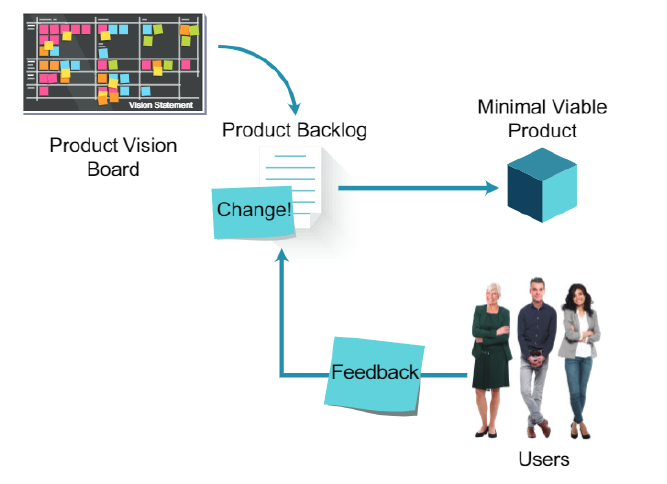 Vision Statement
Product Vision
Board
Product Backlog
Change!
Minimal Viable
Product
Feedback
Users